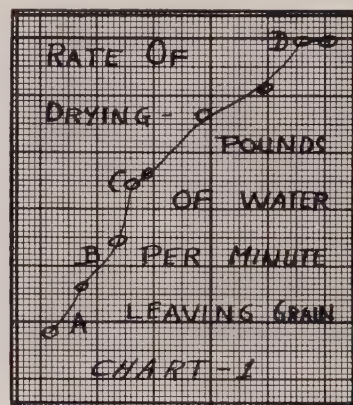 RATE OF D
DRYING-
POUNDS
C OF WATER
B PER MINUTE
A LEAVING GRAIN
CHART-1